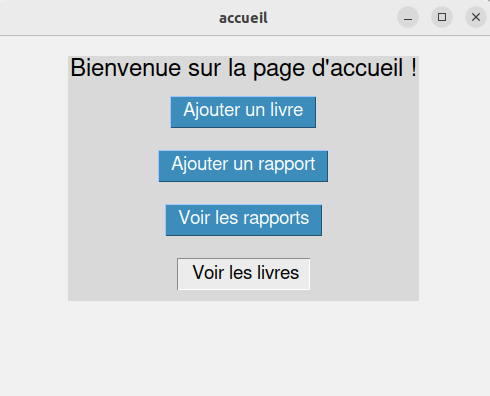 accueil
Bienvenue sur la page d'accueil !
Ajouter un livre
Ajouter un rapport
Voir les rapports
Voir les livres